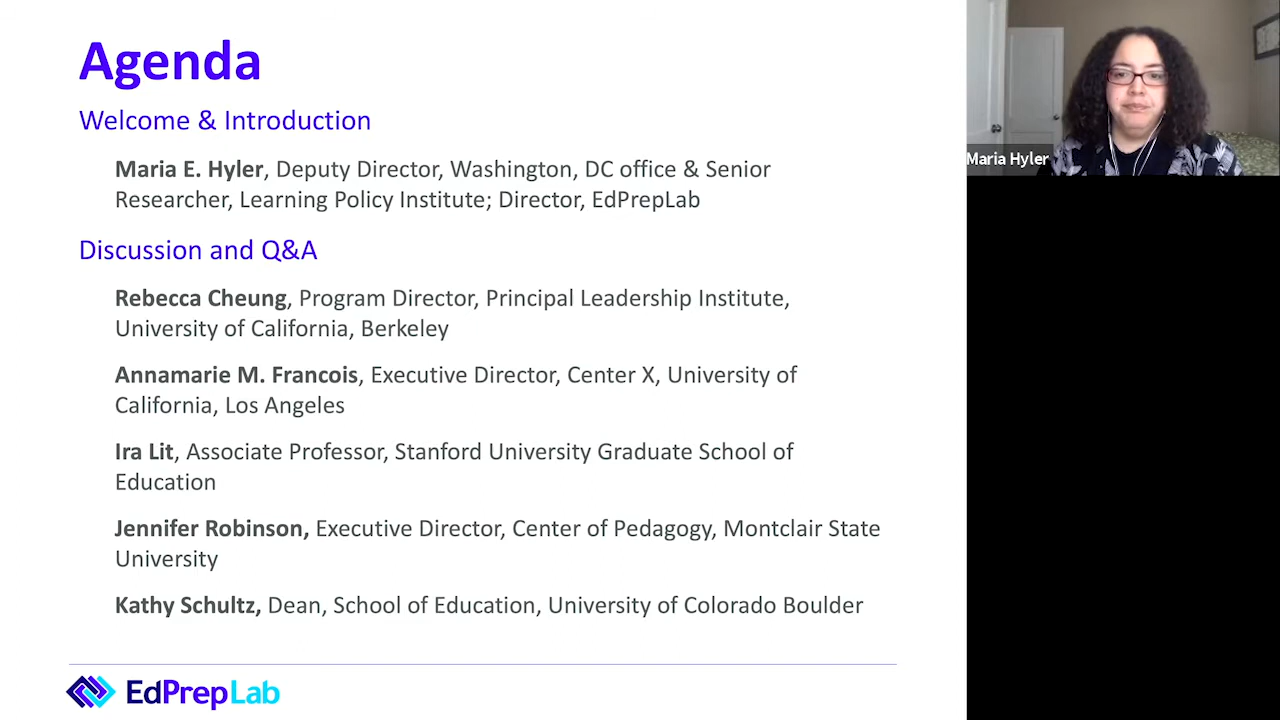 Agenda
Welcome & Introduction
Maria E. Hyler, Deputy Director, Washington, DC office & Senior
Researcher, Learning Policy Institute; Director, EdPrepLab
Discussion and Q&A
Rebecca Cheung, Program Director, Principal Leadership Institute,
University of California, Berkeley
Annamarie M. Francois, Executive Director, Center X, University of
California, Los Angeles
Ira Lit, Associate Professor, Stanford University Graduate School of
Education
Jennifer Robinson, Executive Director, Center of Pedagogy, Montclair State
University
Kathy Schultz, Dean, School of Education, University of Colorado Boulder
EdPrepLab
Maria Hyler